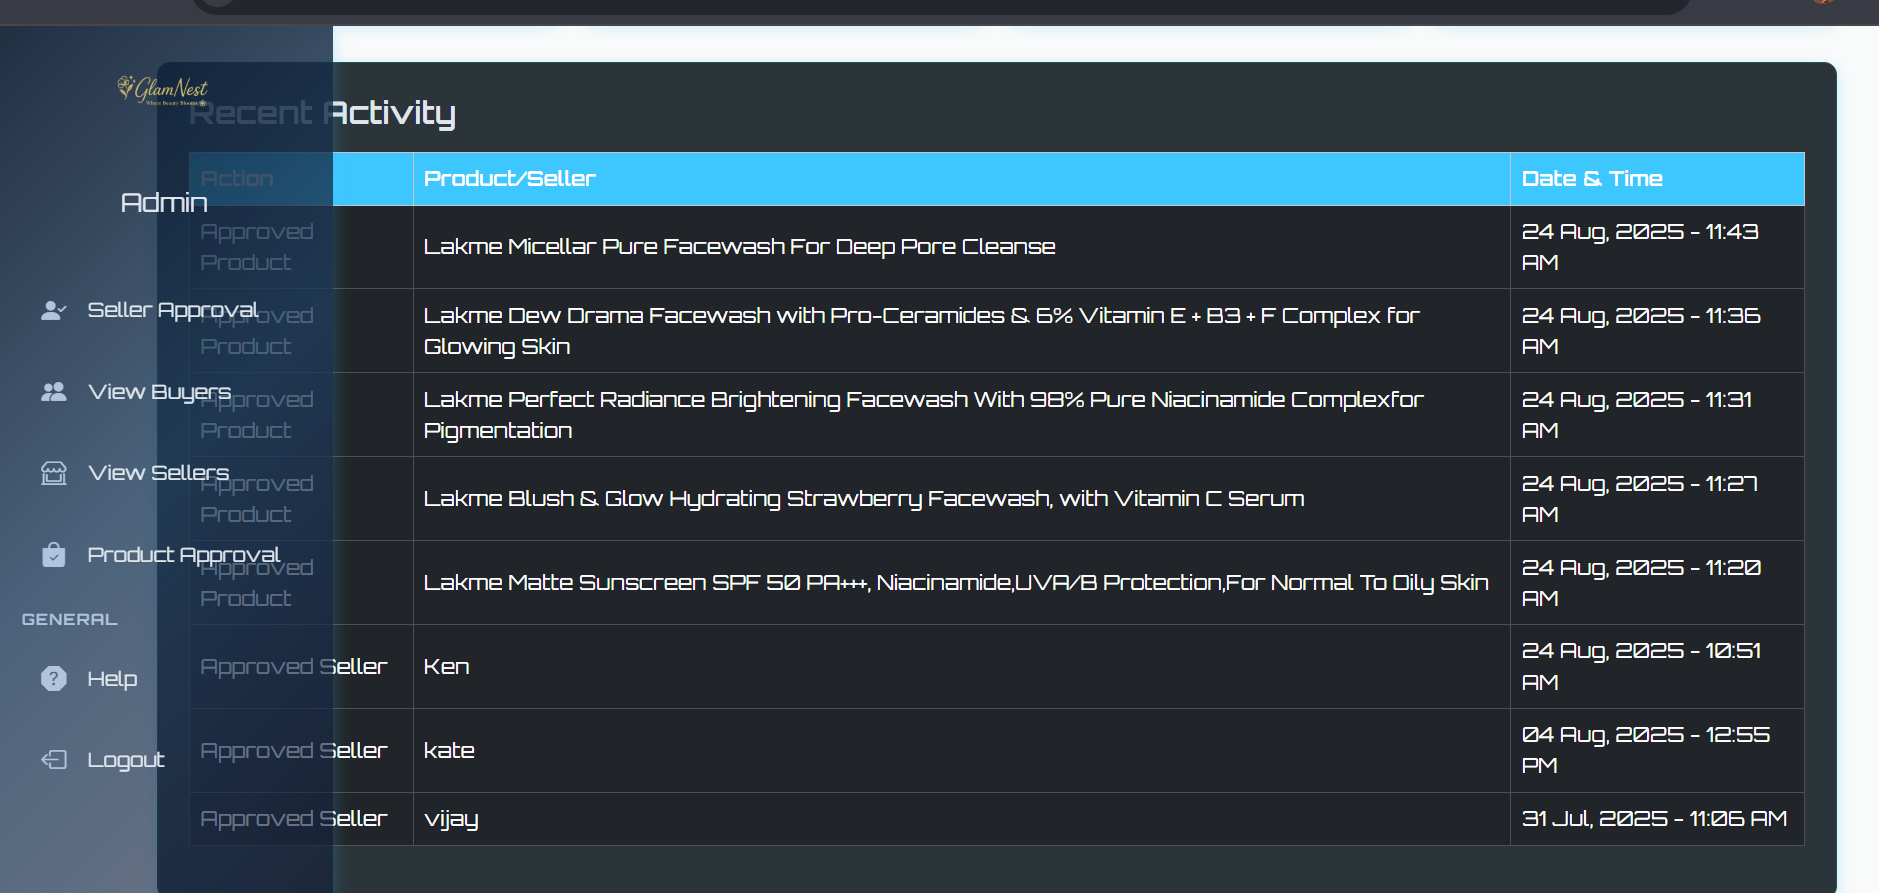 GlamNest
Where Beauty Blooms
Admin
Seller Approval
View Buyers
View Sellers
Product Approval
GENERAL
Help
Logout
Recent Activity
Action Product/Seller Date & Time
Approved
Product
Lakme Micellar Pure Facewash For Deep Pore Cleanse
24 Aug, 2025 - 11:43
AM
Approved
Product
Lakme Dew Drama Facewash with Pro-Ceramides & 6% Vitamin E + B3 + F Complex for
Glowing Skin
24 Aug, 2025 - 11:36
AM
Approved
Product
Lakme Perfect Radiance Brightening Facewash With 98% Pure Niacinamide Complexfor
Pigmentation
24 Aug, 2025 - 11:31
AM
Approved
Product
Lakme Blush & Glow Hydrating Strawberry Facewash, with Vitamin C Serum
24 Aug, 2025 - 11:27
AM
Approved
Product
Lakme Matte Sunscreen SPF 50 PA+++, Niacinamide,UVA/B Protection,For Normal To Oily Skin
24 Aug, 2025 - 11:20
AM
Approved Seller
Ken
24 Aug, 2025 - 10:51
AM
Approved Seller
kate
04 Aug, 2025 - 12:55
PM
Approved Seller
vijay
31 Jul, 2025 - 11:06 AM